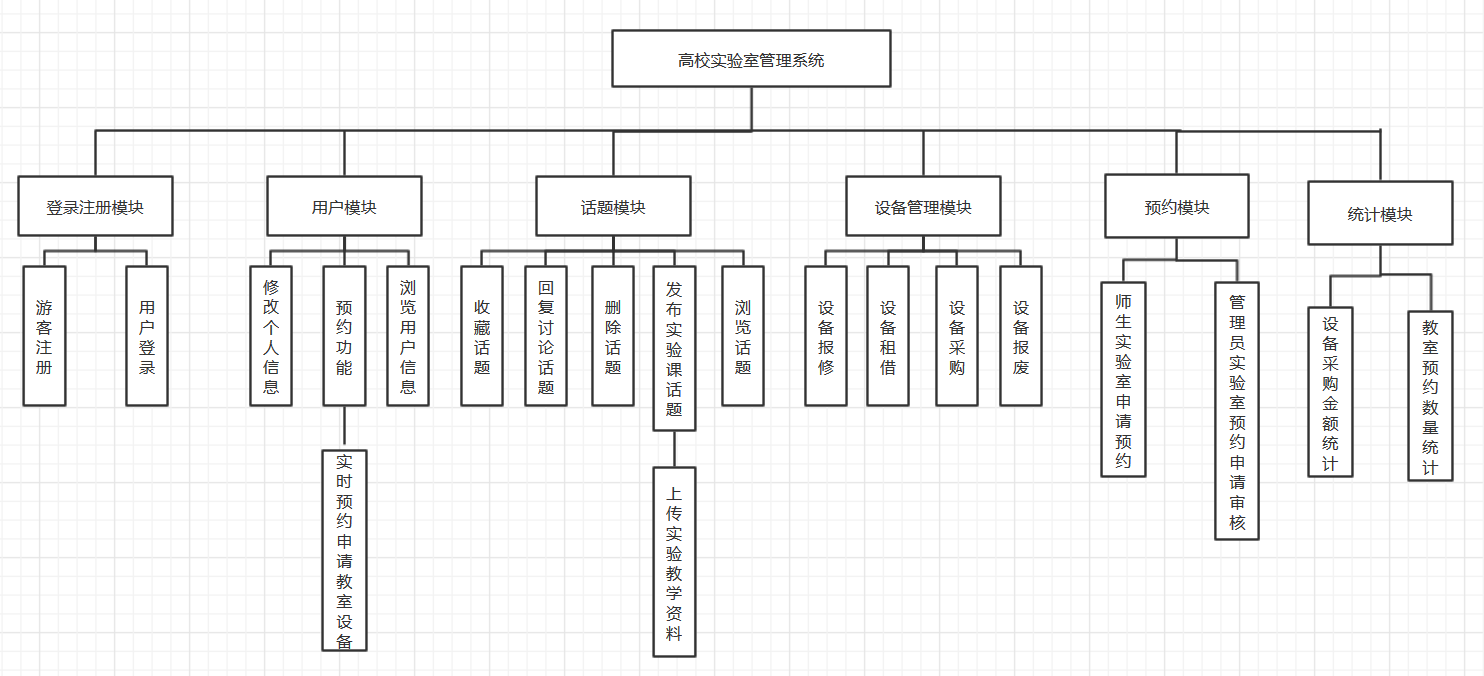 高校实验室管理系统
登录注册模块
用户模块
话题模块
设备管理模块
预约模块
统计模块
游客注册
用户登录
修改个人信息
预约功能
浏览用户信息
收藏话题
回复讨论话题
删除话题
发布实验课话题
浏览话题
设备报修
设备租借
设备采购
设备报废
师生实验室申请预约
管理员实验室预约申请审核
设备采购金额统计
教室预约数量统计
实时预约申请教室设备
上传实验教学资料